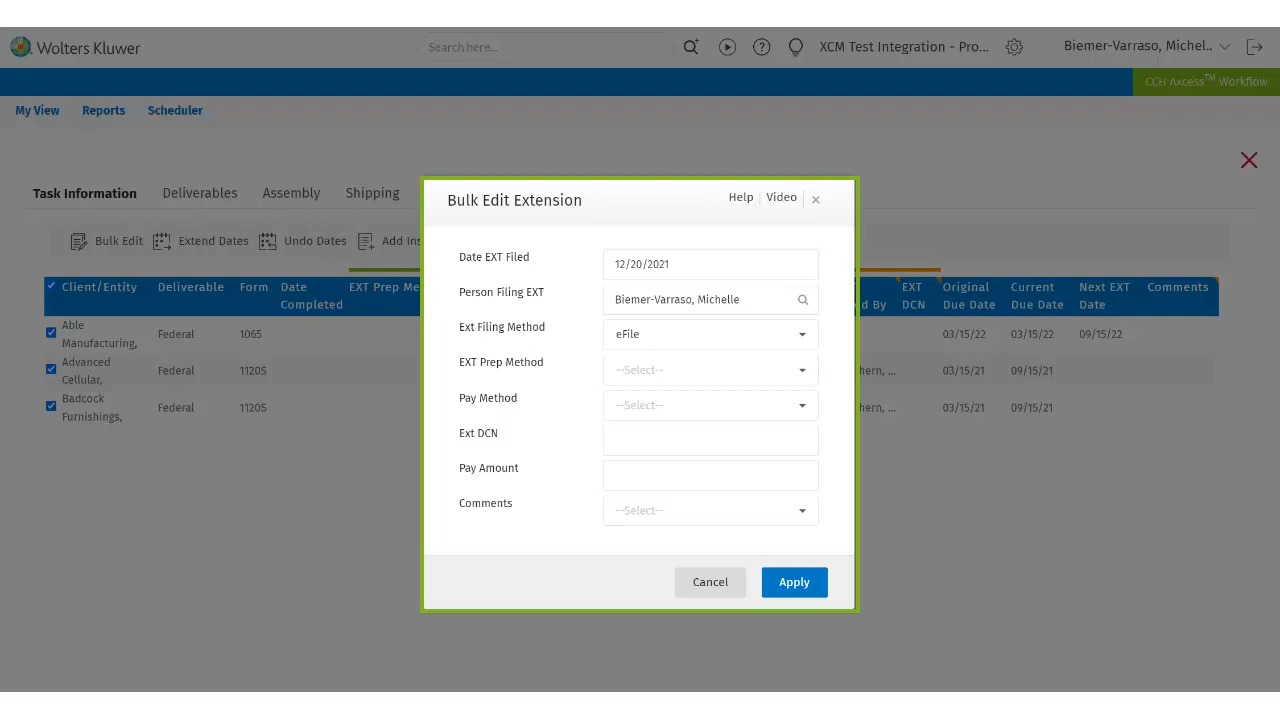 Wolters Kluwer
Search here...
XCM Test Integration - Pro...
Biemer-Varraso, Michel..
CCH Axcess™ Workflow
My View
Reports
Scheduler
Task Information
Deliverables
Assembly
Shipping
Bulk Edit
Extend Dates
Undo Dates
Add Ins
Client/Entity
Deliverable
Form
Date
Completed
EXT Prep Me
d By
EXT
DCN
Original
Due Date
Current
Due Date
Next EXT
Date
Comments
Able
Manufacturing,
Federal
1065
03/15/22
03/15/22
09/15/22
Advanced
Cellular,
Federal
1120S
hern, ...
03/15/21
09/15/21
Badcock
Furnishings,
Federal
1120S
hern, ...
03/15/21
09/15/21
Bulk Edit Extension
Help
Video
Date EXT Filed
12/20/2021
Person Filing EXT
Biemer-Varraso, Michelle
Ext Filing Method
eFile
EXT Prep Method
--Select--
Pay Method
--Select--
Ext DCN
Pay Amount
Comments
--Select--
Cancel
Apply